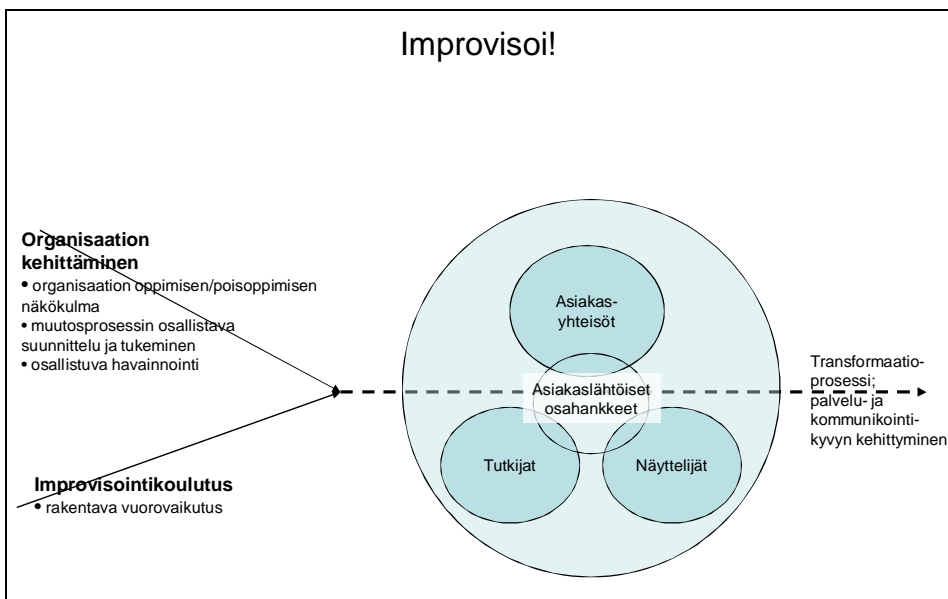 Improvisoi!
Organisaation
kehittäminen
• organisaation oppimisen/poisoppimisen
näkökulma
• muutosprosessin osallistava
suunnittelu ja tukeminen
• osallistuva havainnointi
Improvisointikoulutus
• rakentava vuorovaikutus
Asiakas-
yhteisöt
Asiakaslähtöiset
osahankkeet
Tutkijat
Näyttelijät
Transformaatio-
prosessi;
palvelu- ja
kommunikointi-
kyvyn kehittyminen